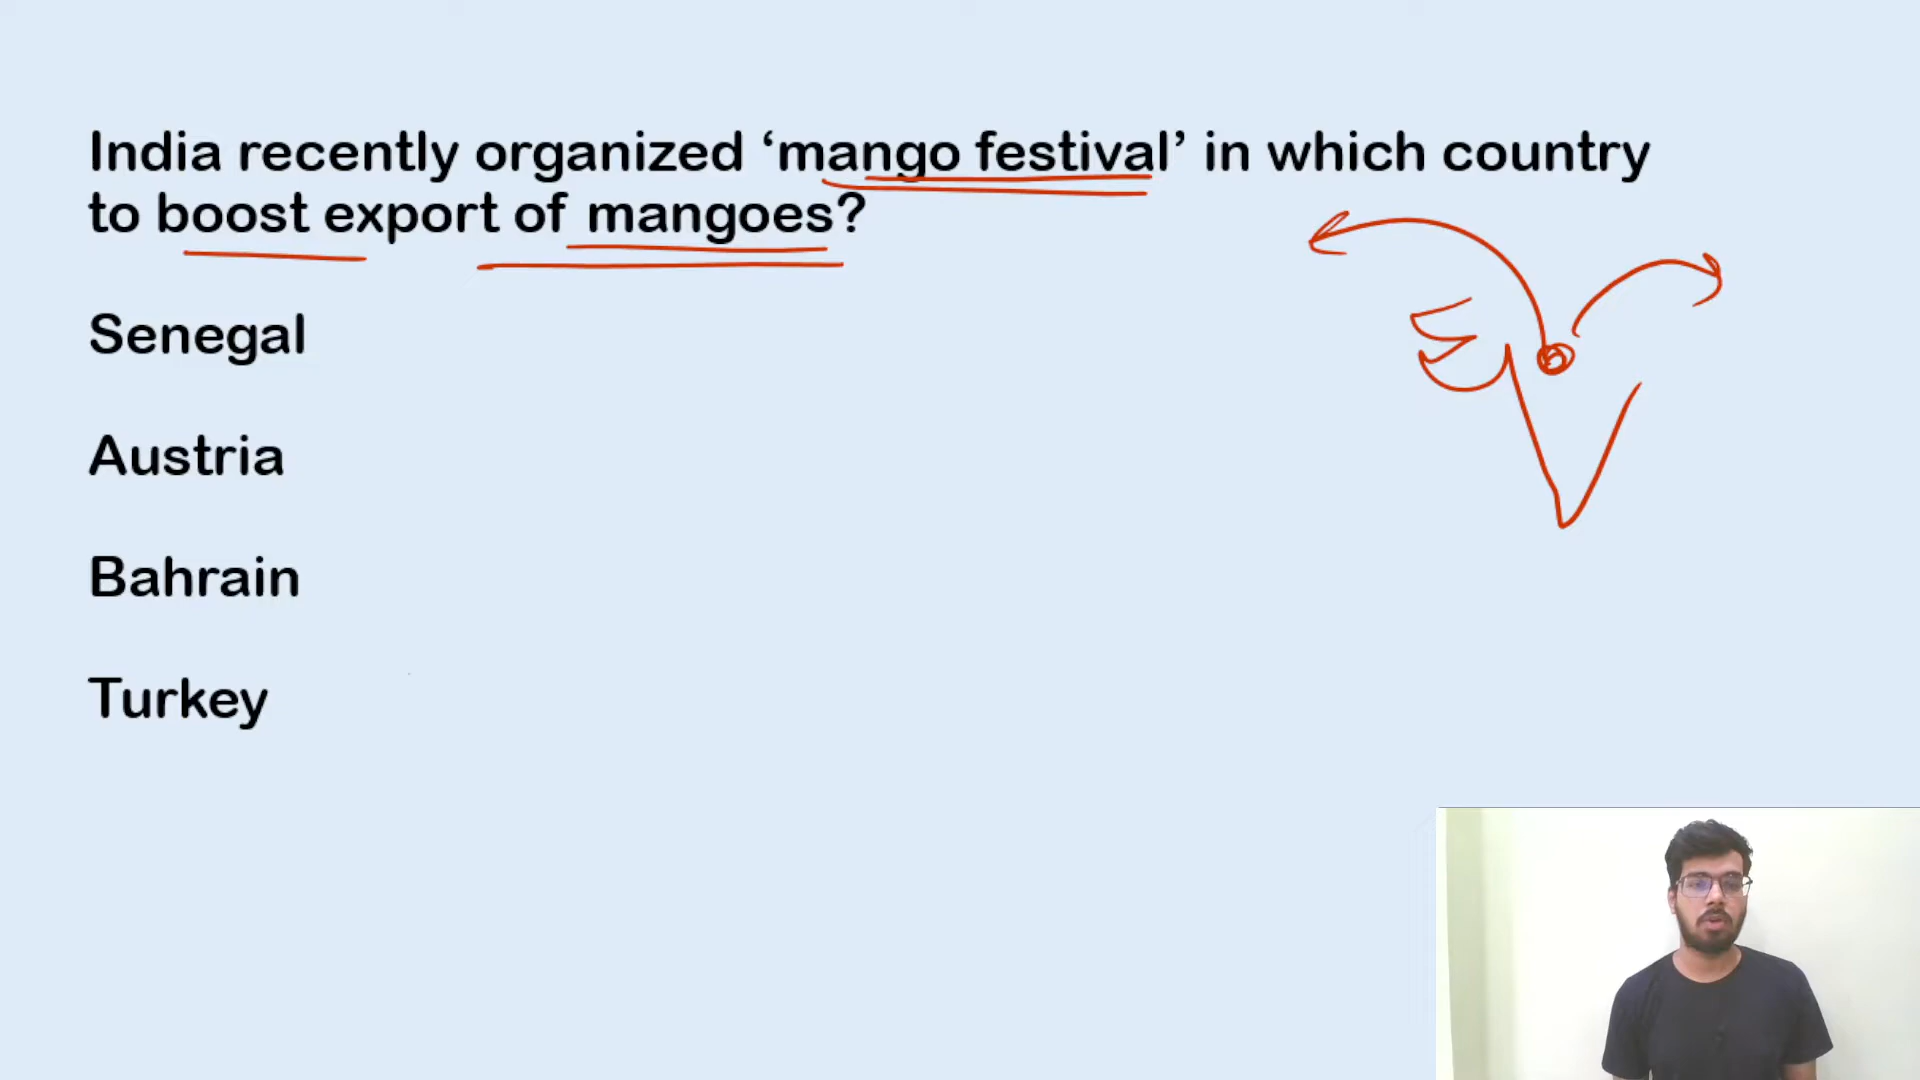 India recently organized ‘mango festival’ in which country
to boost export of mangoes?
Senegal
Austria
Bahrain
Turkey